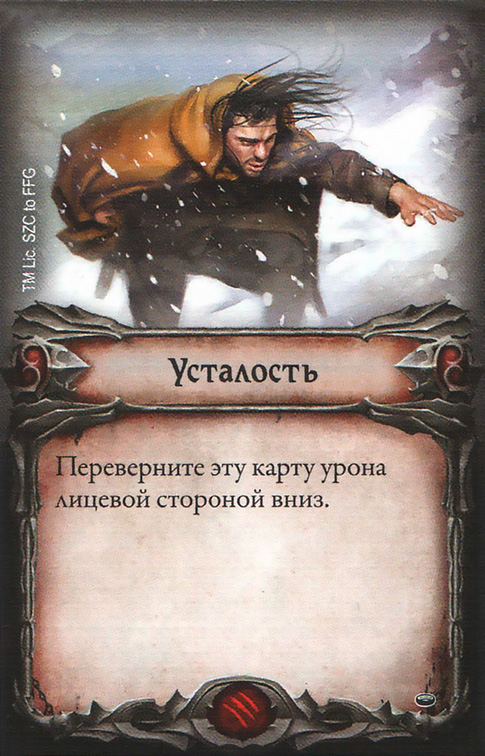 TM Lic. SZC to FFG
Усталость
Переверните эту карту урона
лицевой стороной вниз.